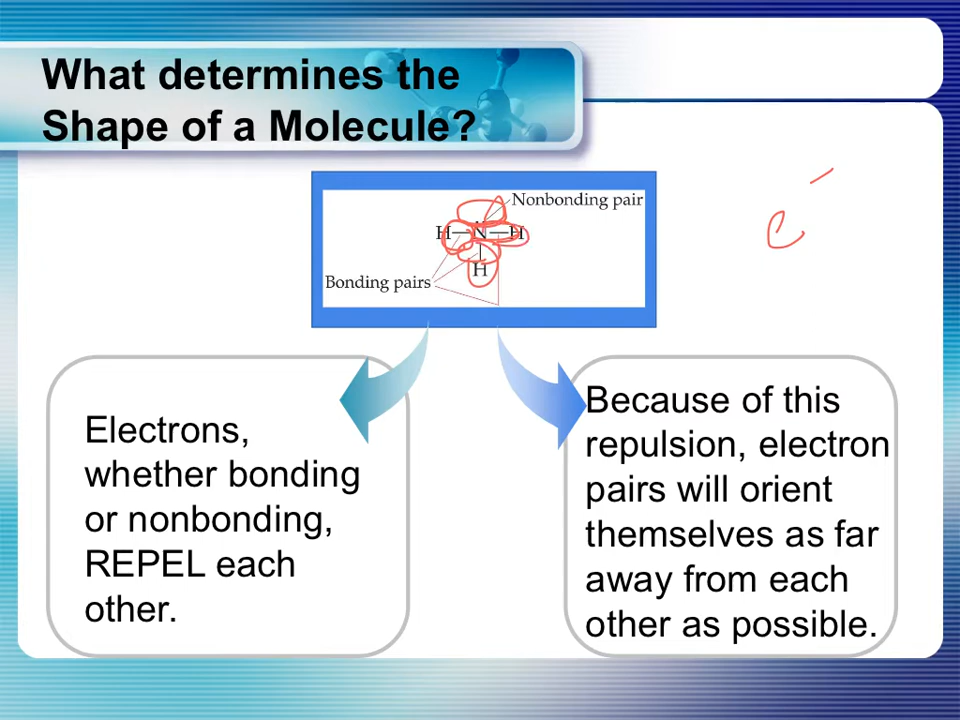 What determines the
Shape of a Molecule?
Nonbonding pair
H—N—H
H
Bonding pairs
e⁻
Electrons,
whether bonding
or nonbonding,
REPEL each
other.
Because of this
repulsion, electron
pairs will orient
themselves as far
away from each
other as possible.